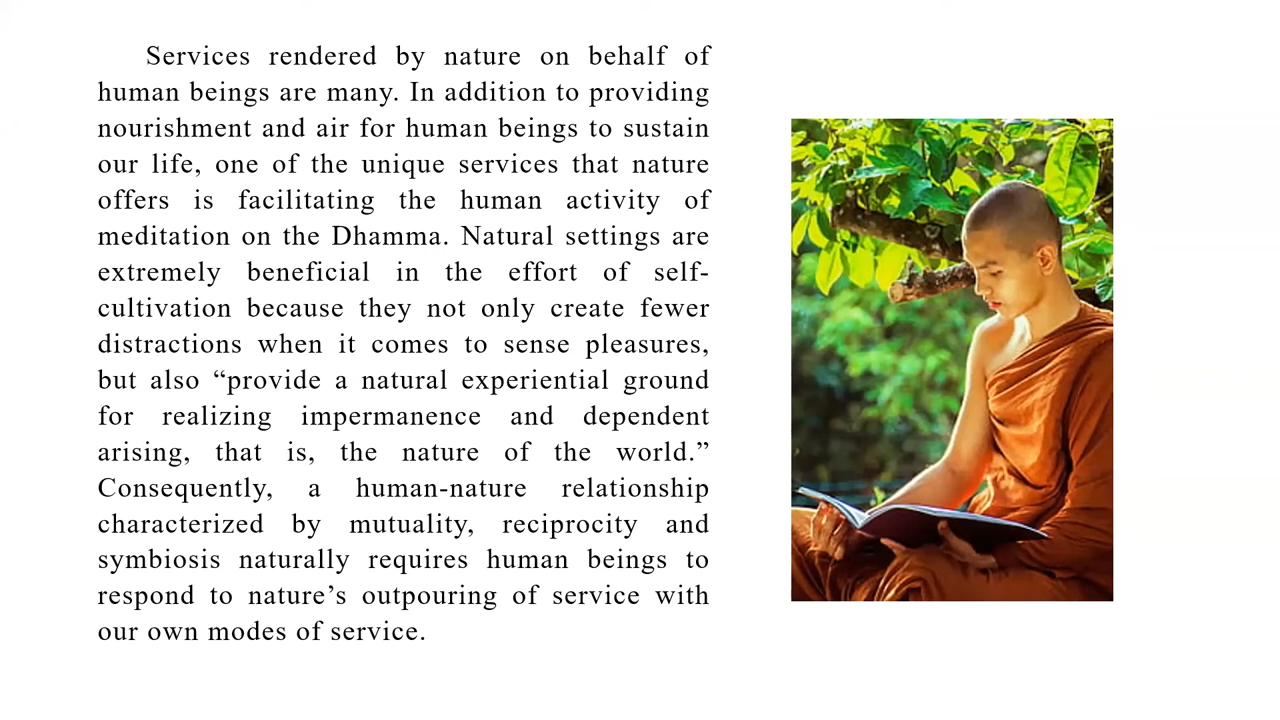 Services rendered by nature on behalf of
human beings are many. In addition to providing
nourishment and air for human beings to sustain
our life, one of the unique services that nature
offers is facilitating the human activity of
meditation on the Dhamma. Natural settings are
extremely beneficial in the effort of self-
cultivation because they not only create fewer
distractions when it comes to sense pleasures,
but also “provide a natural experiential ground
for realizing impermanence and dependent
arising, that is, the nature of the world.”
Consequently, a human-nature relationship
characterized by mutuality, reciprocity and
symbiosis naturally requires human beings to
respond to nature’s outpouring of service with
our own modes of service.